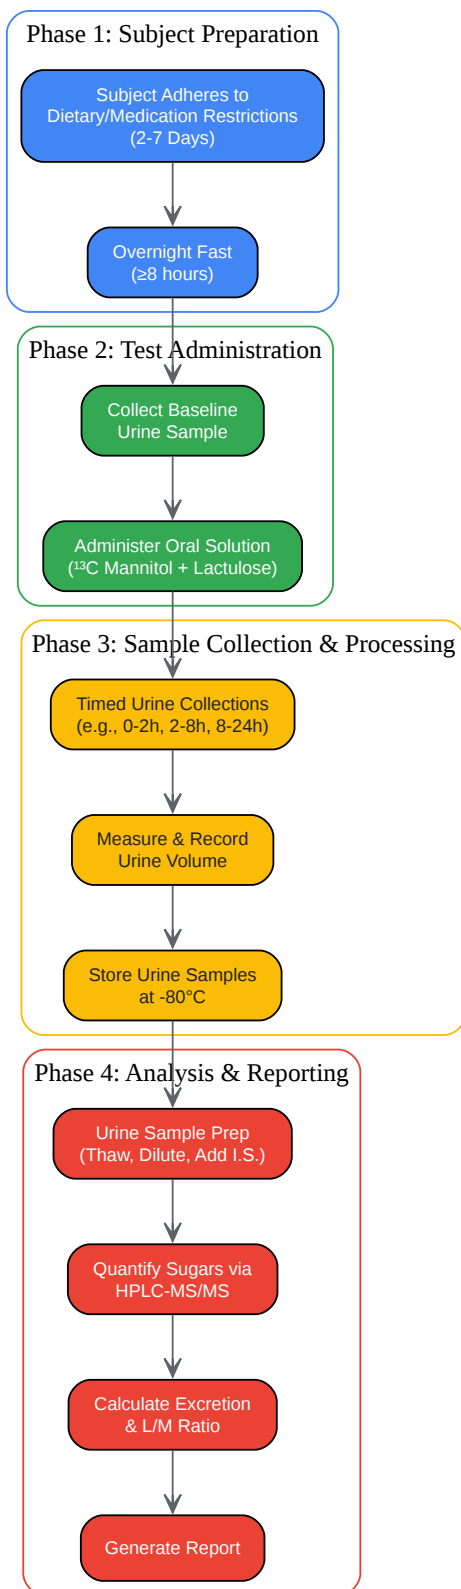 Phase 1: Subject Preparation
Subject Adheres to
Dietary/Medication Restrictions
(2-7 Days)
Overnight Fast
(≥8 hours)
Phase 2: Test Administration
Collect Baseline
Urine Sample
Administer Oral Solution
(¹³C Mannitol + Lactulose)
Phase 3: Sample Collection & Processing
Timed Urine Collections
(e.g., 0-2h, 2-8h, 8-24h)
Measure & Record
Urine Volume
Store Urine Samples
at -80°C
Phase 4: Analysis & Reporting
Urine Sample Prep
(Thaw, Dilute, Add I.S.)
Quantify Sugars via
HPLC-MS/MS
Calculate Excretion
& L/M Ratio
Generate Report